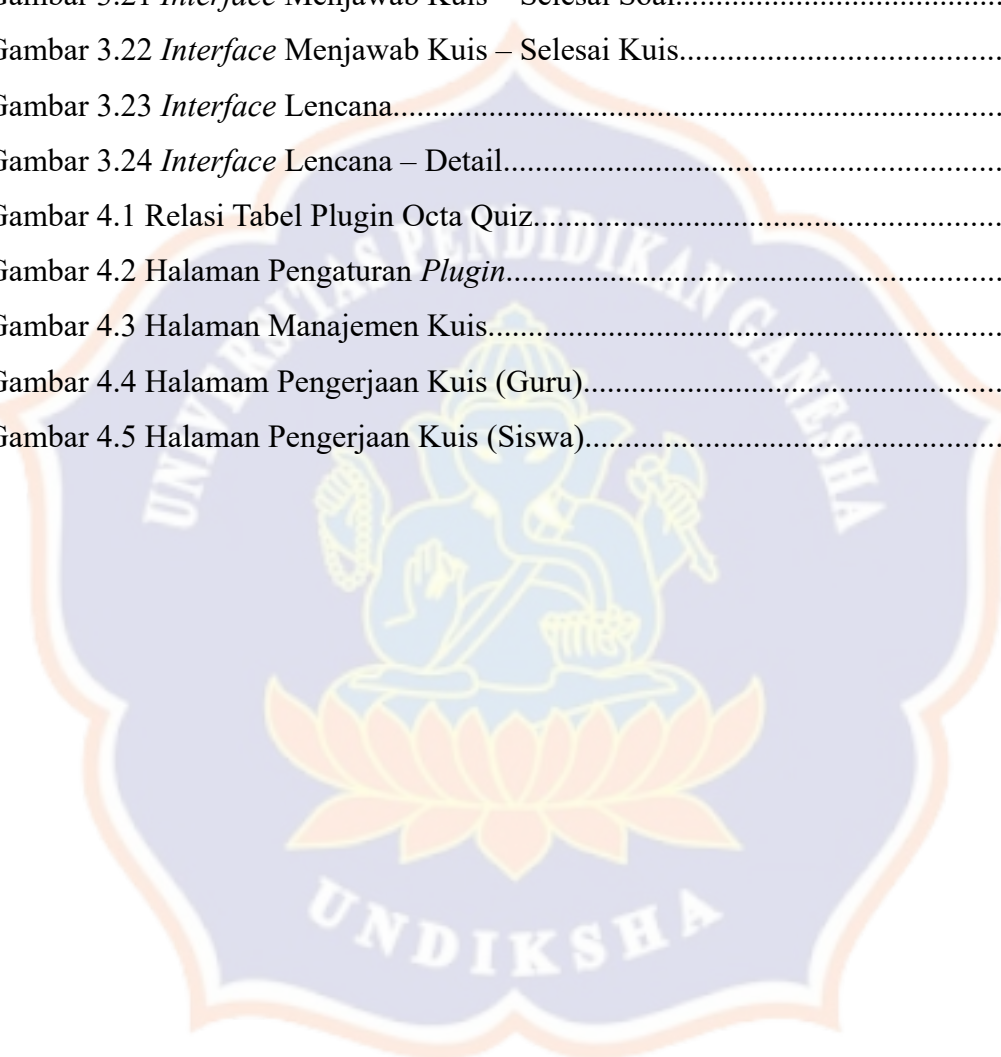 Gambar 3.21 Interface Menjawab Kuis – Selesai Soal..........................................
Gambar 3.22 Interface Menjawab Kuis – Selesai Kuis..........................................
Gambar 3.23 Interface Lencana..............................................................................
Gambar 3.24 Interface Lencana – Detail................................................................
Gambar 4.1 Relasi Tabel Plugin Octa Quiz............................................................
Gambar 4.2 Halaman Pengaturan Plugin................................................................
Gambar 4.3 Halaman Manajemen Kuis..................................................................
Gambar 4.4 Halamam Pengerjaan Kuis (Guru)......................................................
Gambar 4.5 Halaman Pengerjaan Kuis (Siswa)......................................................
UNIVERSITAS PENDIDIKAN GANESHA
UNDIKSHA